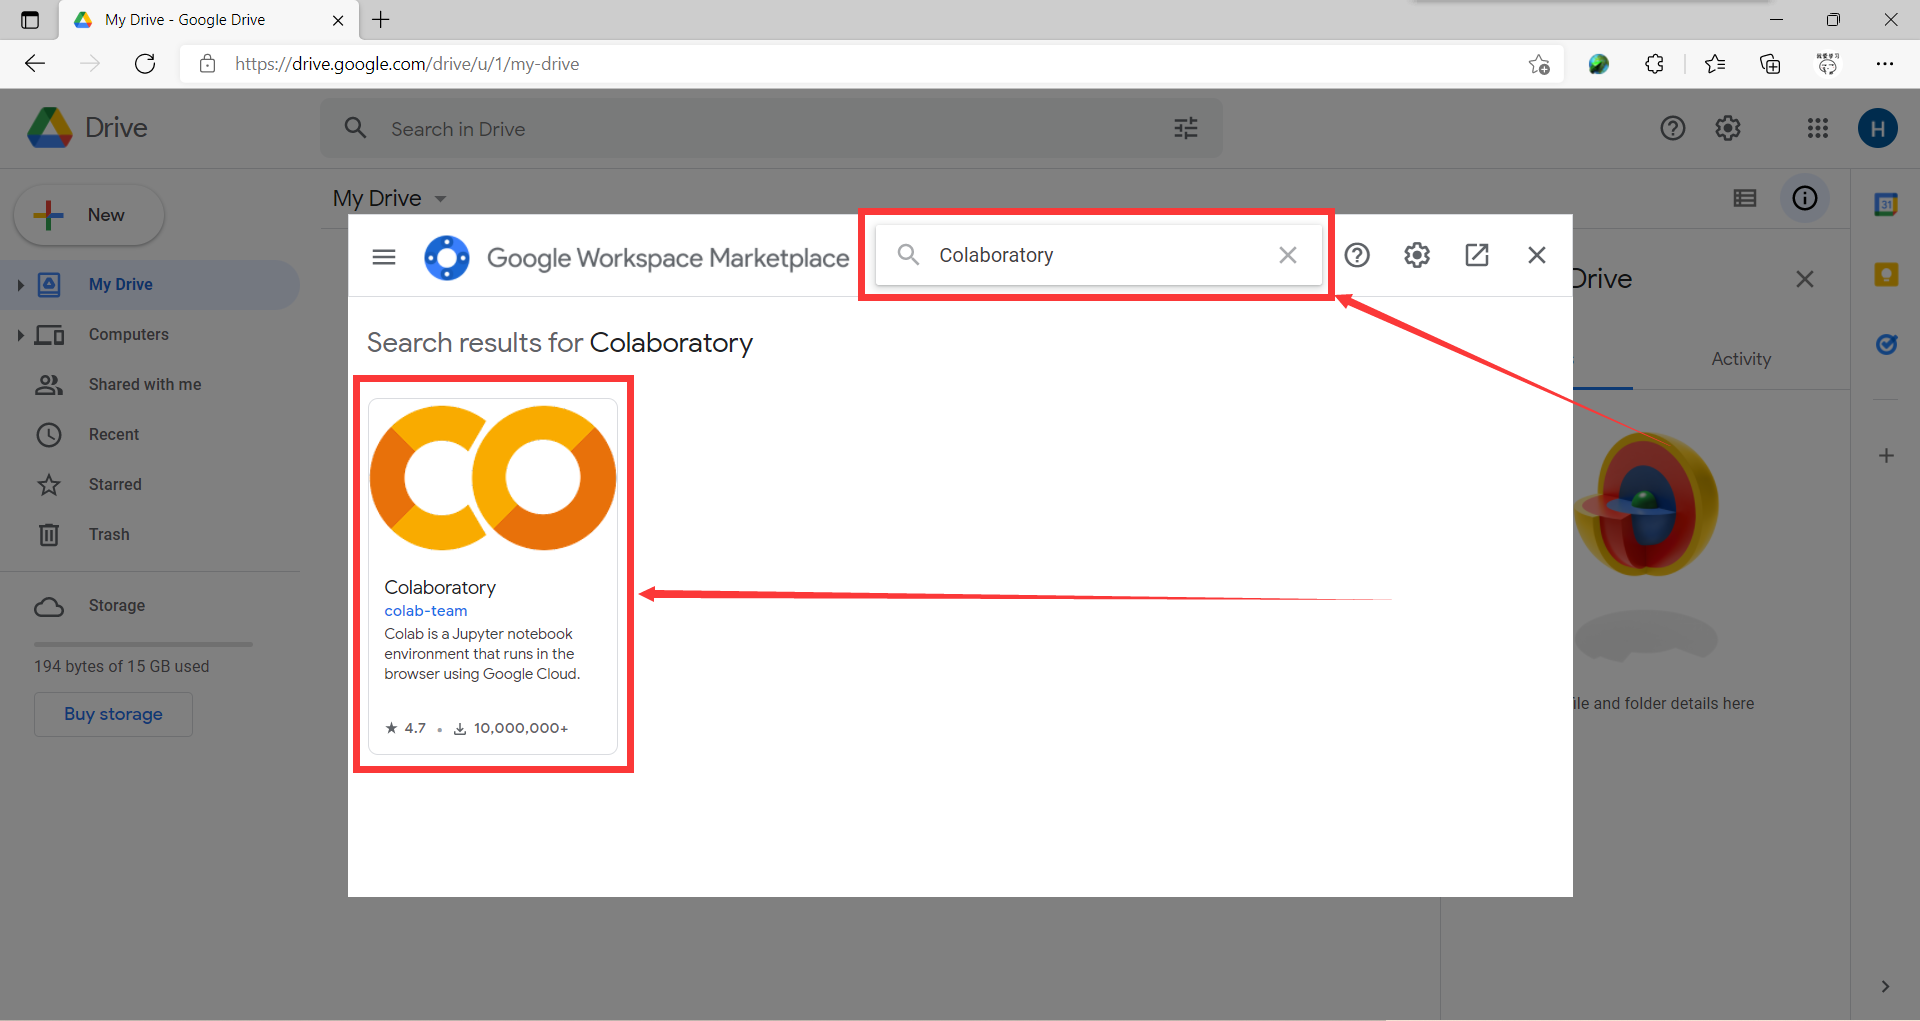 My Drive - Google Drive
https://drive.google.com/drive/u/1/my-drive
Drive
Search in Drive
H
New
My Drive
My Drive
Computers
Shared with me
Recent
Starred
Trash
Storage
194 bytes of 15 GB used
Buy storage
Google Workspace Marketplace
Colaboratory
Search results for Colaboratory
Colaboratory
colab-team
Colab is a Jupyter notebook
environment that runs in the
browser using Google Cloud.
4.7
10,000,000+
Drive
Activity
file and folder details here
31